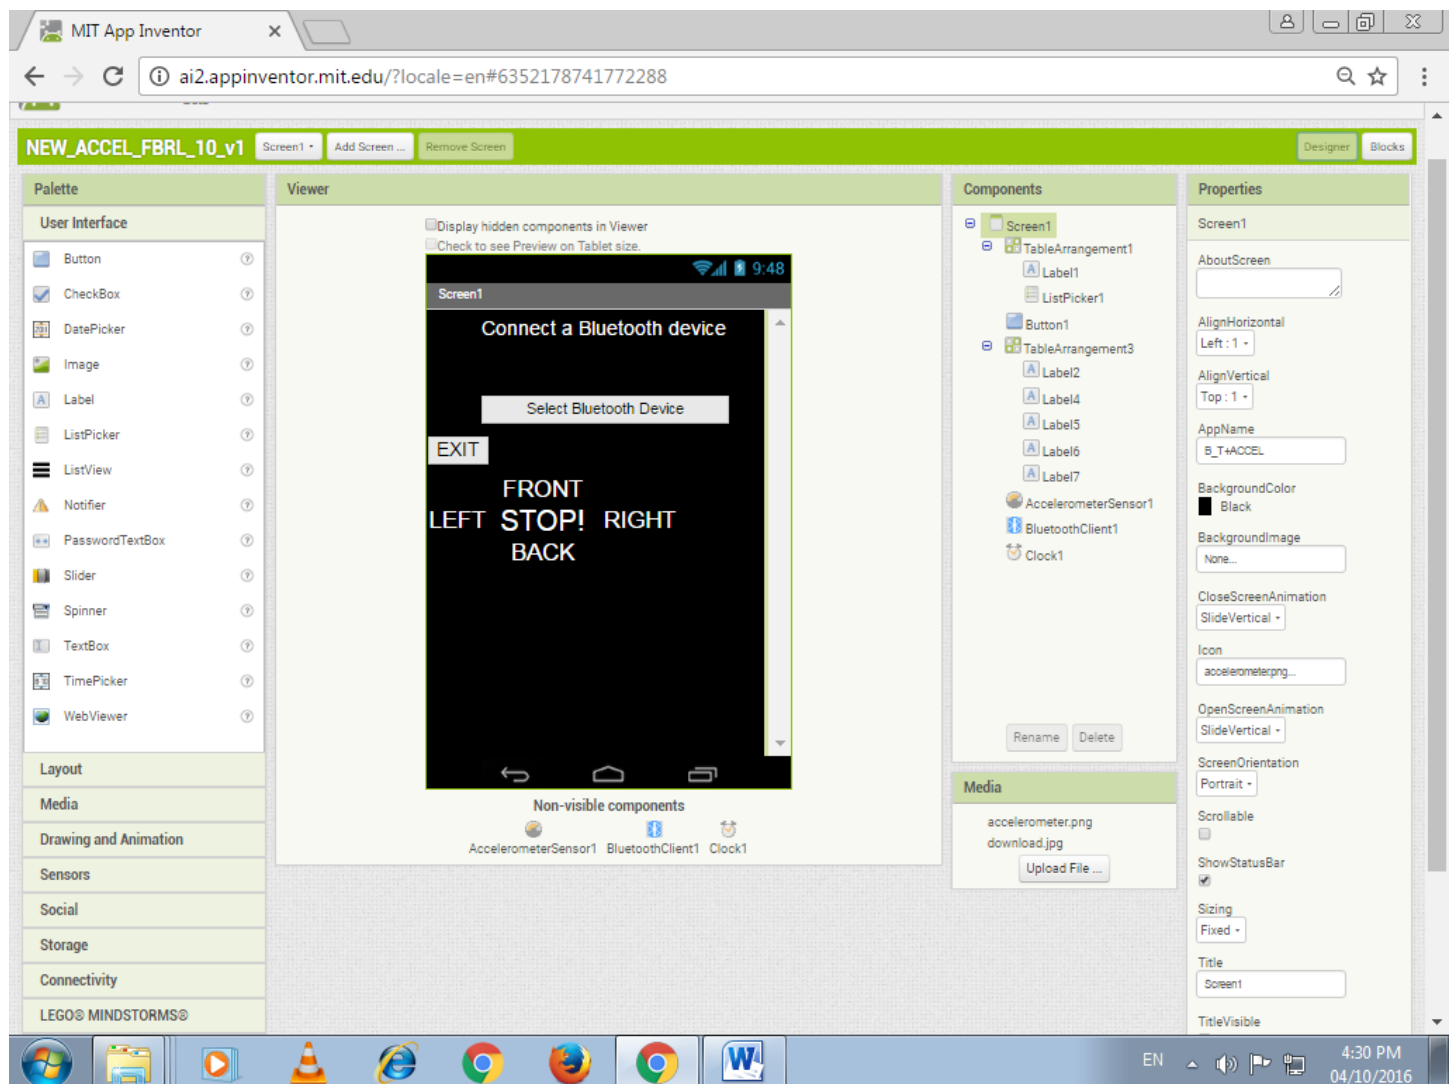 MIT App Inventor
ai2.appinventor.mit.edu/?locale=en#6352178741772288
NEW_ACCEL_FBRL_10_v1
Screen1
Add Screen ...
Remove Screen
Designer
Blocks
Palette
User Interface
Button
CheckBox
DatePicker
Image
Label
ListPicker
ListView
Notifier
PasswordTextBox
Slider
Spinner
TextBox
TimePicker
WebViewer
Layout
Media
Drawing and Animation
Sensors
Social
Storage
Connectivity
LEGO® MINDSTORMS®
Viewer
Display hidden components in Viewer
Check to see Preview on Tablet size.
9:48
Screen1
Connect a Bluetooth device
Select Bluetooth Device
EXIT
FRONT
LEFT STOP! RIGHT
BACK
Non-visible components
AccelerometerSensor1 BluetoothClient1 Clock1
Components
Screen1
TableArrangement1
Label1
ListPicker1
Button1
TableArrangement3
Label2
Label4
Label5
Label6
Label7
AccelerometerSensor1
BluetoothClient1
Clock1
Rename Delete
Media
accelerometer.png
download.jpg
Upload File ...
Properties
Screen1
AboutScreen
AlignHorizontal
Left : 1
AlignVertical
Top : 1
AppName
B_T+ACCEL
BackgroundColor
Black
BackgroundImage
None...
CloseScreenAnimation
SlideVertical
Icon
accelerometer.png...
OpenScreenAnimation
SlideVertical
ScreenOrientation
Portrait
Scrollable
ShowStatusBar
Sizing
Fixed
Title
Screen1
TitleVisible
EN
4:30 PM
04/10/2016